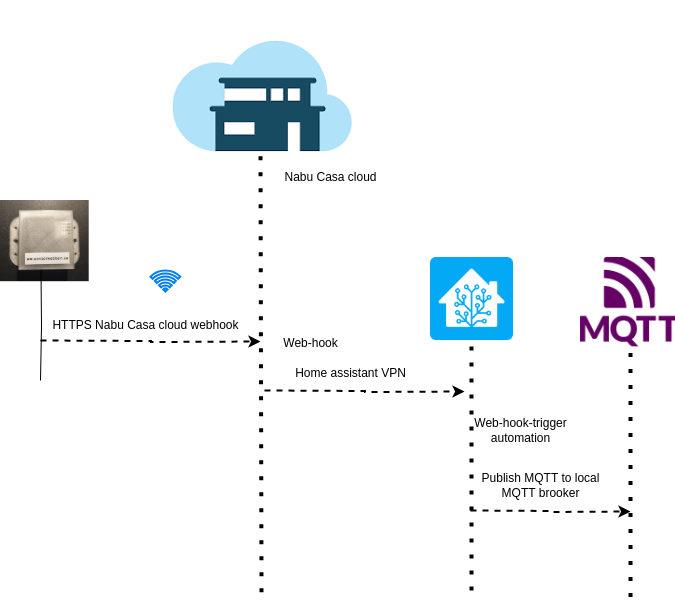 Nabu Casa cloud
HTTPS Nabu Casa cloud webhook
Web-hook
Home assistant VPN
MQTT
Web-hook-trigger
automation
Publish MQTT to local
MQTT brooker